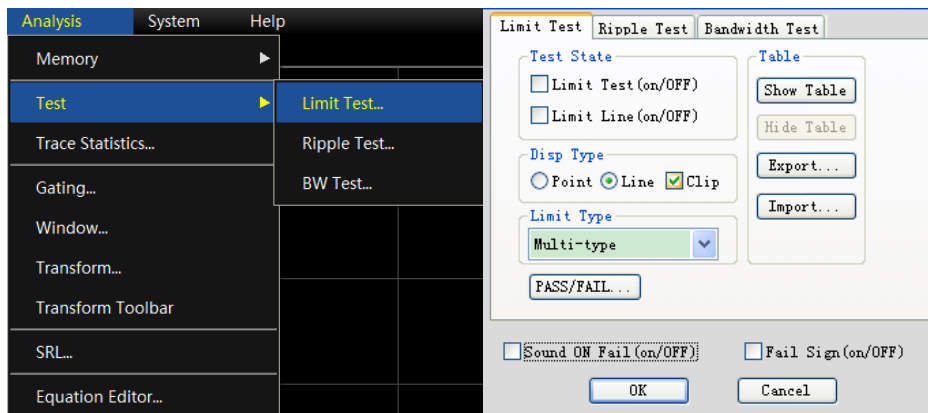 Analysis System Help
Memory
Test
Trace Statistics...
Gating...
Window...
Transform...
Transform Toolbar
SRL...
Equation Editor...
Limit Test...
Ripple Test...
BW Test...
Limit Test Ripple Test Bandwidth Test
Test State
Limit Test(on/OFF)
Limit Line(on/OFF)
Disp Type
Point Line Clip
Limit Type
Multi-type
PASS/FAIL...
Table
Show Table
Hide Table
Export...
Import...
Sound ON Fail(on/OFF) Fail Sign(on/OFF)
OK Cancel